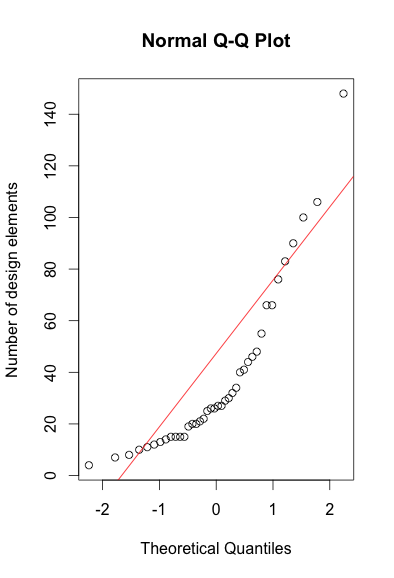 Normal Q-Q Plot
Number of design elements
140
120
100
80
60
40
20
0
-2 -1 0 1 2
Theoretical Quantiles